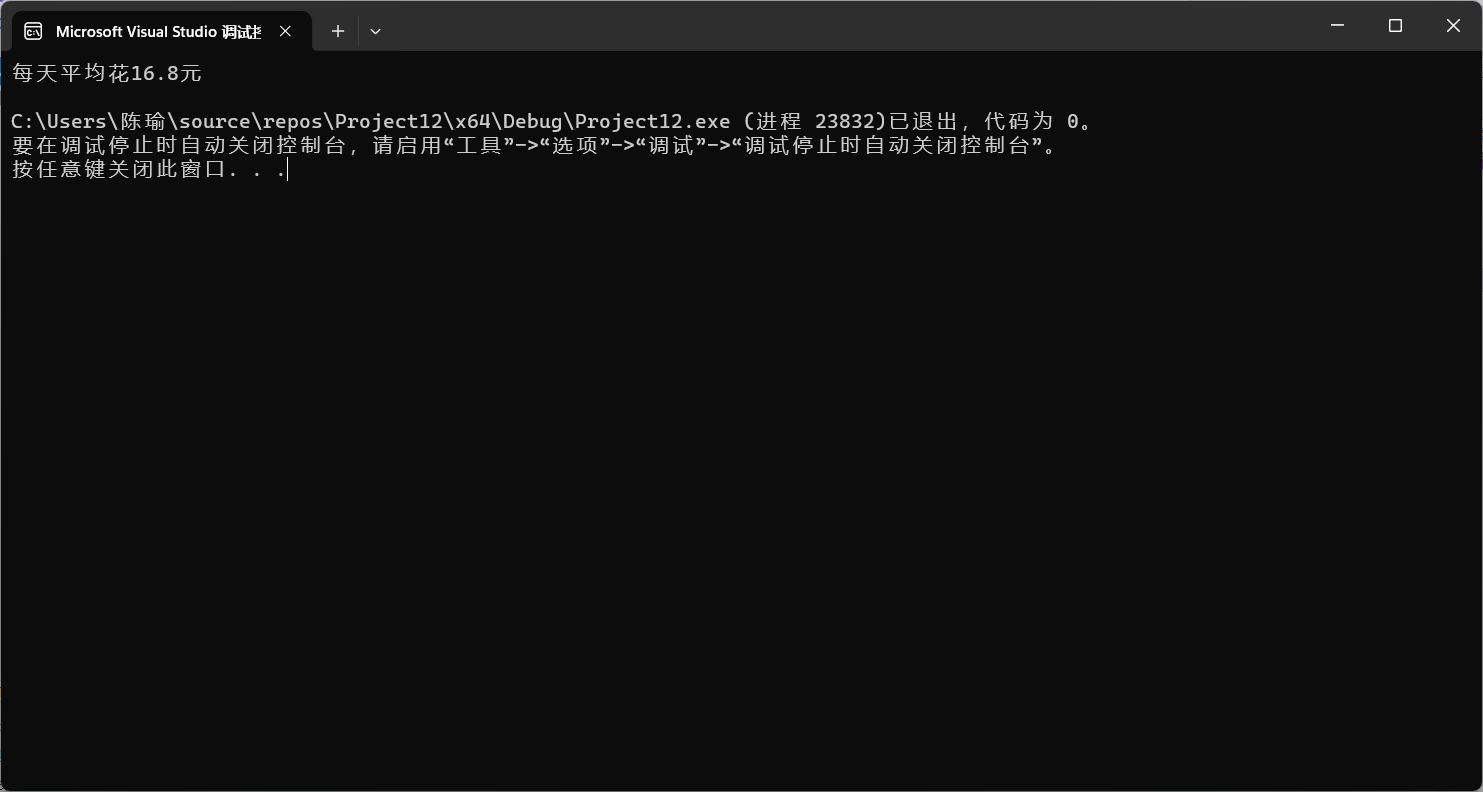 Microsoft Visual Studio 调试控
每天平均花16.8元
C:\Users\陈瑜\source\repos\Project12\x64\Debug\Project12.exe (进程 23832)已退出，代码为 0。
要在调试停止时自动关闭控制台，请启用“工具”->“选项”->“调试”->“调试停止时自动关闭控制台”。
按任意键关闭此窗口. . .